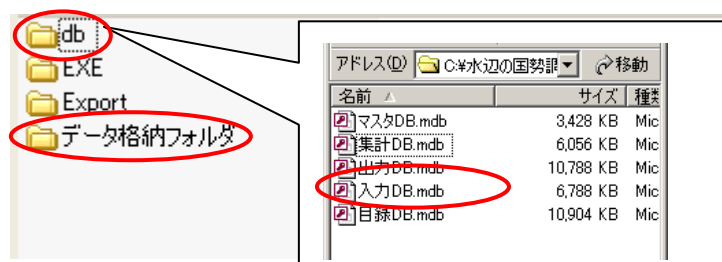 db
EXE
Export
データ格納フォルダ
アドレス(D) C:¥水辺の国勢調 移動
名前 サイズ 種類
マスタDB.mdb 3,428 KB Mic
集計DB.mdb 6,056 KB Mic
出力DB.mdb 10,788 KB Mic
入力DB.mdb 6,788 KB Mic
目録DB.mdb 10,904 KB Mic